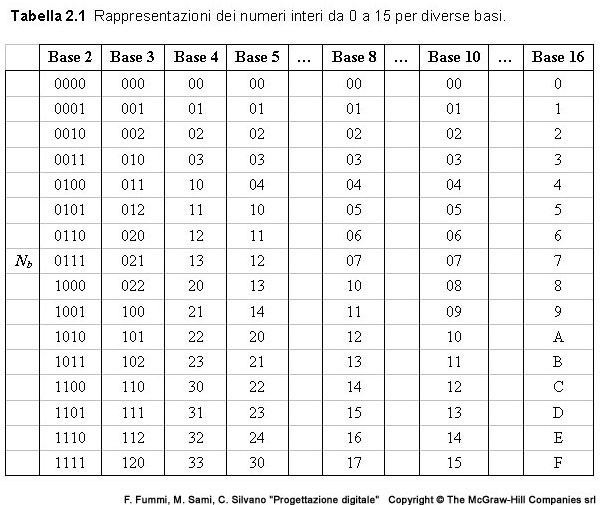 Tabella 2.1 Rappresentazioni dei numeri interi da 0 a 15 per diverse basi.
Base 2 Base 3 Base 4 Base 5 ... Base 8 ... Base 10 ... Base 16
0000 000 00 00 00 00 0
0001 001 01 01 01 01 1
0010 002 02 02 02 02 2
0011 010 03 03 03 03 3
0100 011 10 04 04 04 4
0101 012 11 10 05 05 5
0110 020 12 11 06 06 6
Nb 0111 021 13 12 07 07 7
1000 022 20 13 10 08 8
1001 100 21 14 11 09 9
1010 101 22 20 12 10 A
1011 102 23 21 13 11 B
1100 110 30 22 14 12 C
1101 111 31 23 15 13 D
1110 112 32 24 16 14 E
1111 120 33 30 17 15 F
F. Fummi, M. Sami, C. Silvano "Progettazione digitale" Copyright © The McGraw-Hill Companies srl